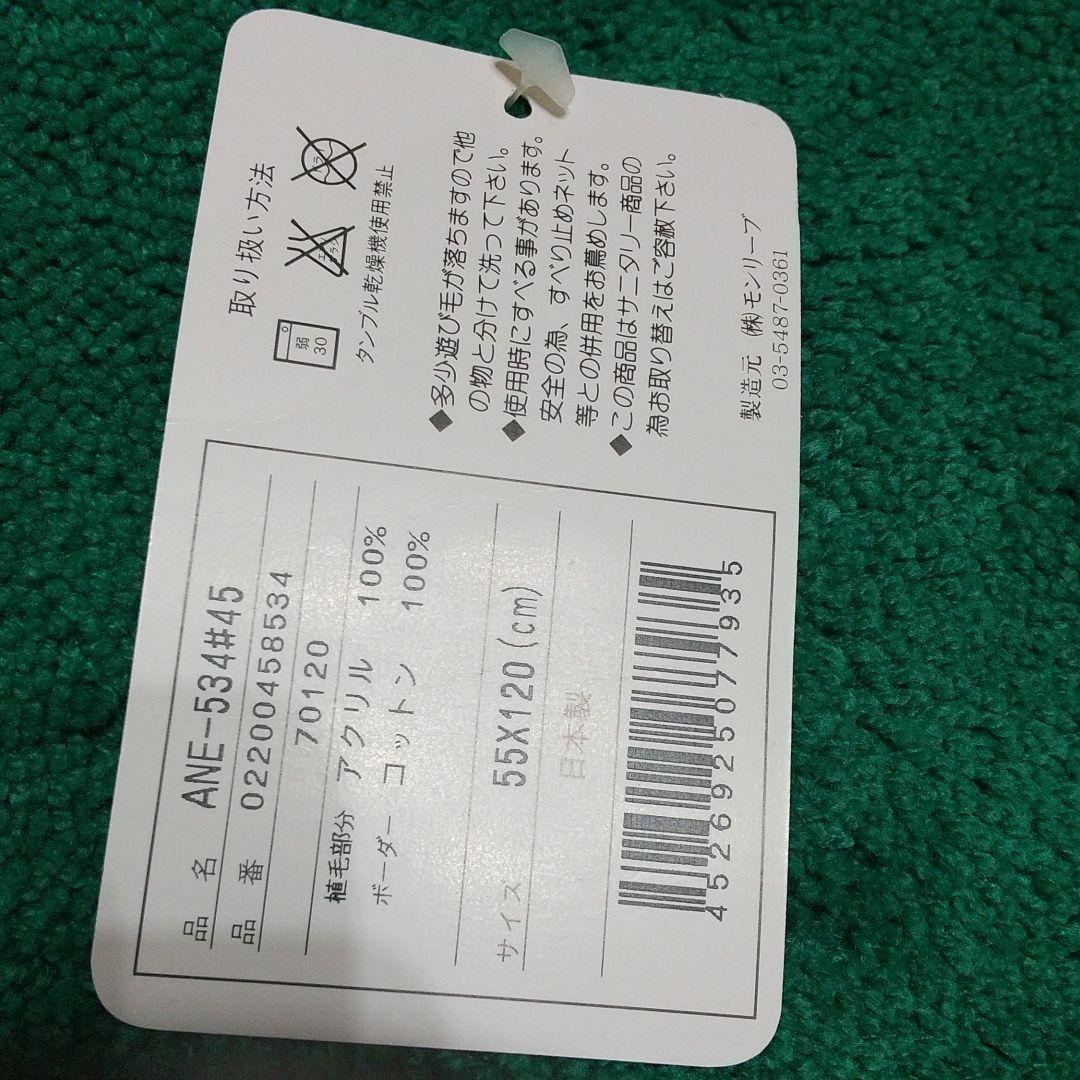 取り扱い方法
弱
30
エンソ
ドライ
タンブル乾燥機使用禁止
◆多少遊び毛が落ちますので他
の物と分けて洗って下さい。
◆使用時にすべる事があります。
安全の為、すべり止めネット
等との併用をお薦めします。
◆この商品はサニタリー商品の
為お取り替えはご容赦下さい。
製造元 (株)モンリーブ
03-5487-0361
品 名 ANE-534#45
品 番 02200458534
70120
植毛部分 アクリル 100%
ボーダー コットン 100%
サイズ 55X120(cm)
日本製
4526925077935